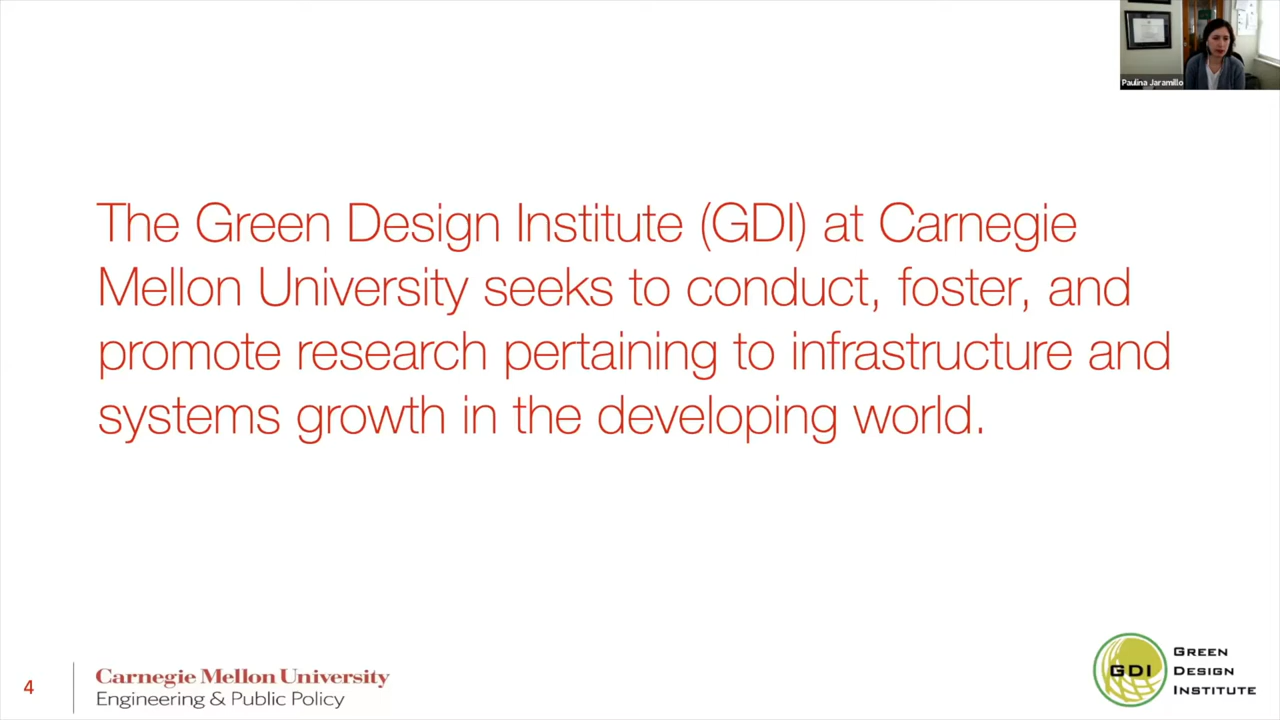 Paulina Jaramillo
The Green Design Institute (GDI) at Carnegie
Mellon University seeks to conduct, foster, and
promote research pertaining to infrastructure and
systems growth in the developing world.
4
Carnegie Mellon University
Engineering & Public Policy
GDI
GREEN
DESIGN
INSTITUTE